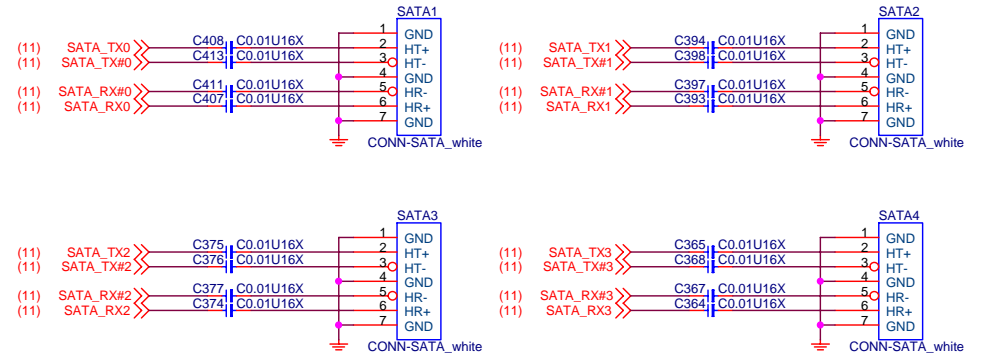 SATA1 SATA2
1 GND 1 GND
(11) SATA_TX0 C408 C0.01U16X 2 HT+ (11) SATA_TX1 C394 C0.01U16X 2 HT+
(11) SATA_TX#0 C413 C0.01U16X 3 HT- (11) SATA_TX#1 C398 C0.01U16X 3 HT-
4 GND 4 GND
(11) SATA_RX#0 C411 C0.01U16X 5 HR- (11) SATA_RX#1 C397 C0.01U16X 5 HR-
(11) SATA_RX0 C407 C0.01U16X 6 HR+ (11) SATA_RX1 C393 C0.01U16X 6 HR+
7 GND 7 GND
CONN-SATA_white CONN-SATA_white
SATA3 SATA4
1 GND 1 GND
(11) SATA_TX2 C375 C0.01U16X 2 HT+ (11) SATA_TX3 C365 C0.01U16X 2 HT+
(11) SATA_TX#2 C376 C0.01U16X 3 HT- (11) SATA_TX#3 C368 C0.01U16X 3 HT-
4 GND 4 GND
(11) SATA_RX#2 C377 C0.01U16X 5 HR- (11) SATA_RX#3 C367 C0.01U16X 5 HR-
(11) SATA_RX2 C374 C0.01U16X 6 HR+ (11) SATA_RX3 C364 C0.01U16X 6 HR+
7 GND 7 GND
CONN-SATA_white CONN-SATA_white